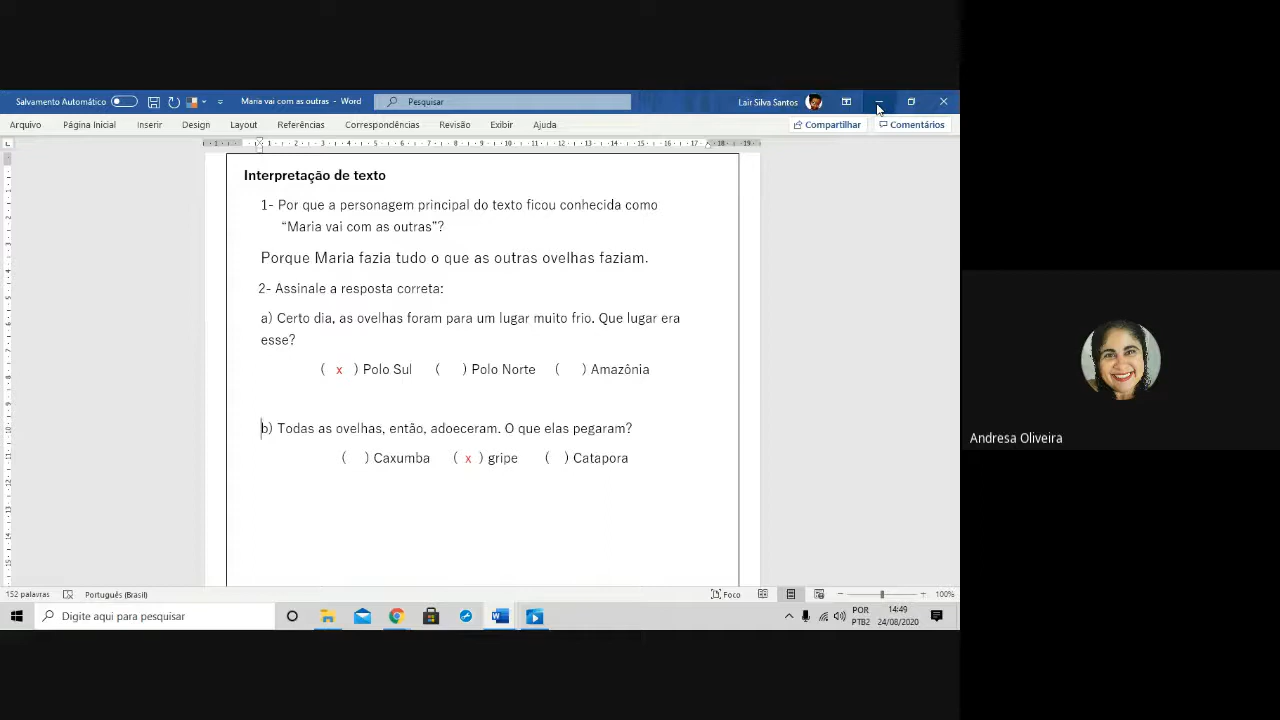 Salvamento Automático
Maria vai com as outras - Word
Pesquisar
Lair Silva Santos
Arquivo Página Inicial Inserir Design Layout Referências Correspondências Revisão Exibir Ajuda Compartilhar Comentários
Interpretação de texto
1- Por que a personagem principal do texto ficou conhecida como
“Maria vai com as outras”?
Porque Maria fazia tudo o que as outras ovelhas faziam.
2- Assinale a resposta correta:
a) Certo dia, as ovelhas foram para um lugar muito frio. Que lugar era
esse?
( x ) Polo Sul ( ) Polo Norte ( ) Amazônia
b) Todas as ovelhas, então, adoeceram. O que elas pegaram?
( ) Caxumba ( x ) gripe ( ) Catapora
Andresa Oliveira
152 palavras Português (Brasil) Foco 100%
Digite aqui para pesquisar
POR
PTB2
14:49
24/08/2020